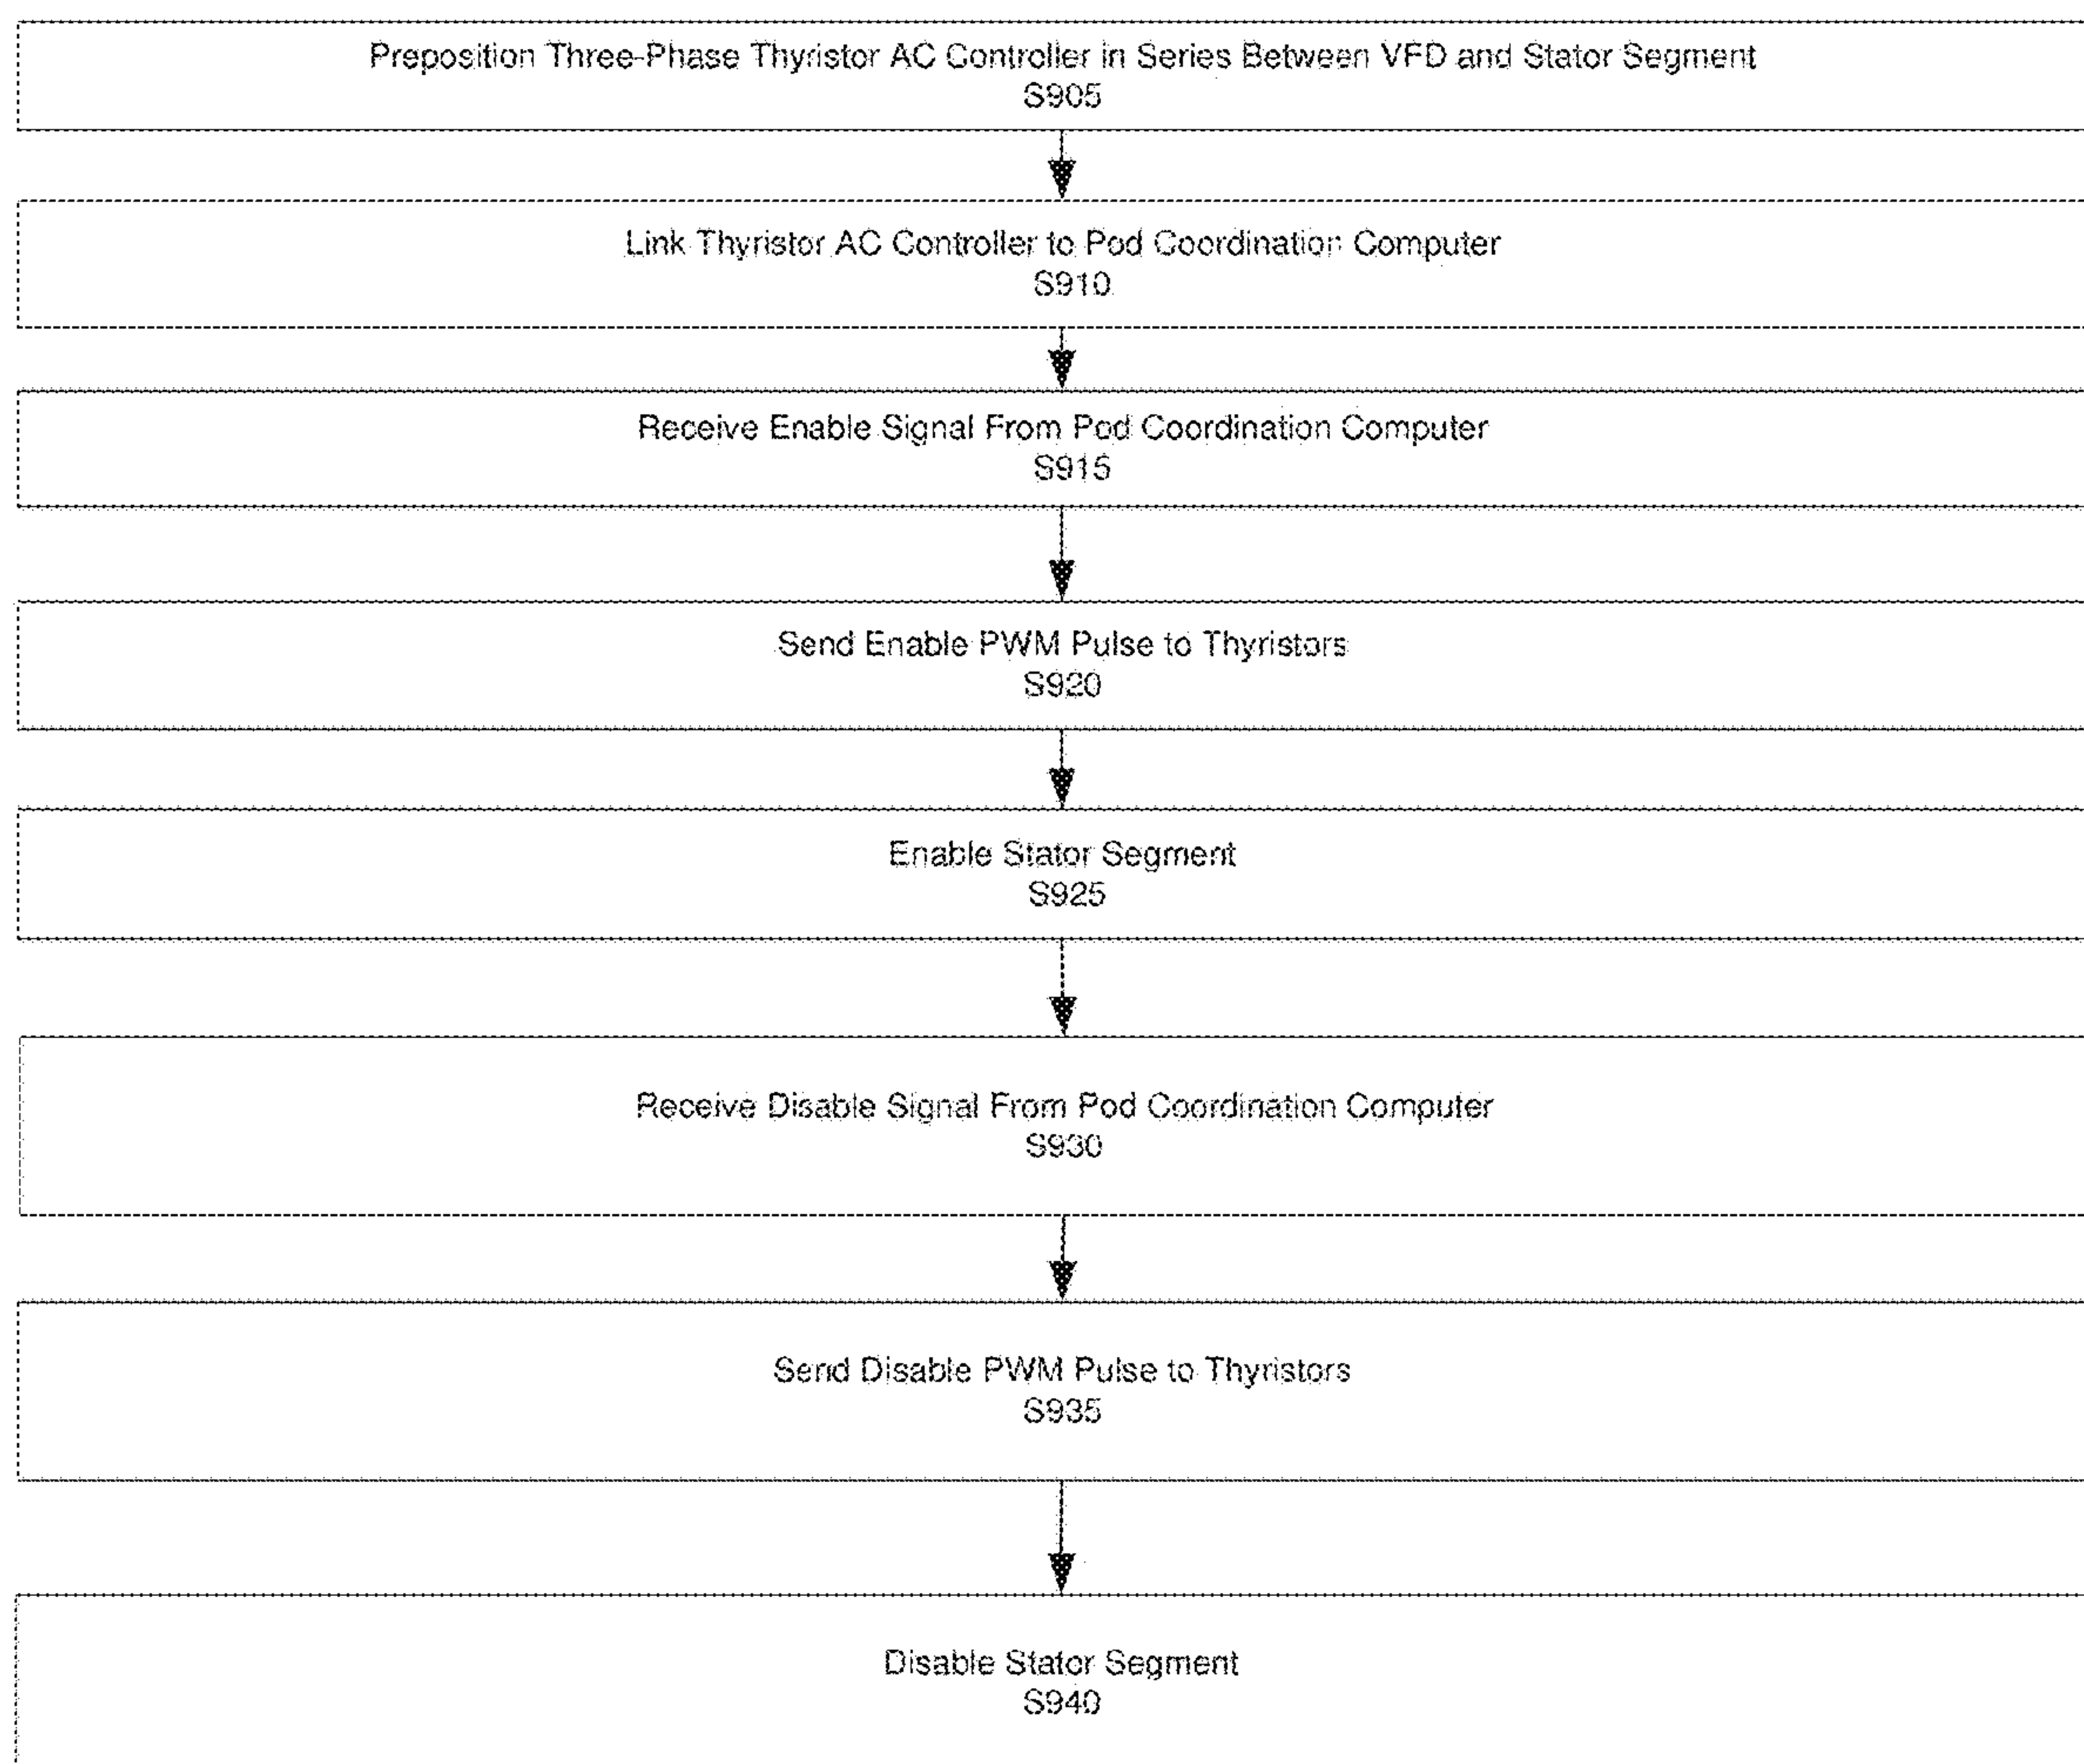 Preposition Three-Phase Thyristor AC Controller in Series Between VFD and Stator Segment
S905
Link Thyristor AC Controller to Pod Coordination Computer
S910
Receive Enable Signal From Pod Coordination Computer
S915
Send Enable PWM Pulse to Thyristors
S920
Enable Stator Segment
S925
Receive Disable Signal From Pod Coordination Computer
S930
Send Disable PWM Pulse to Thyristors
S935
Disable Stator Segment
S940